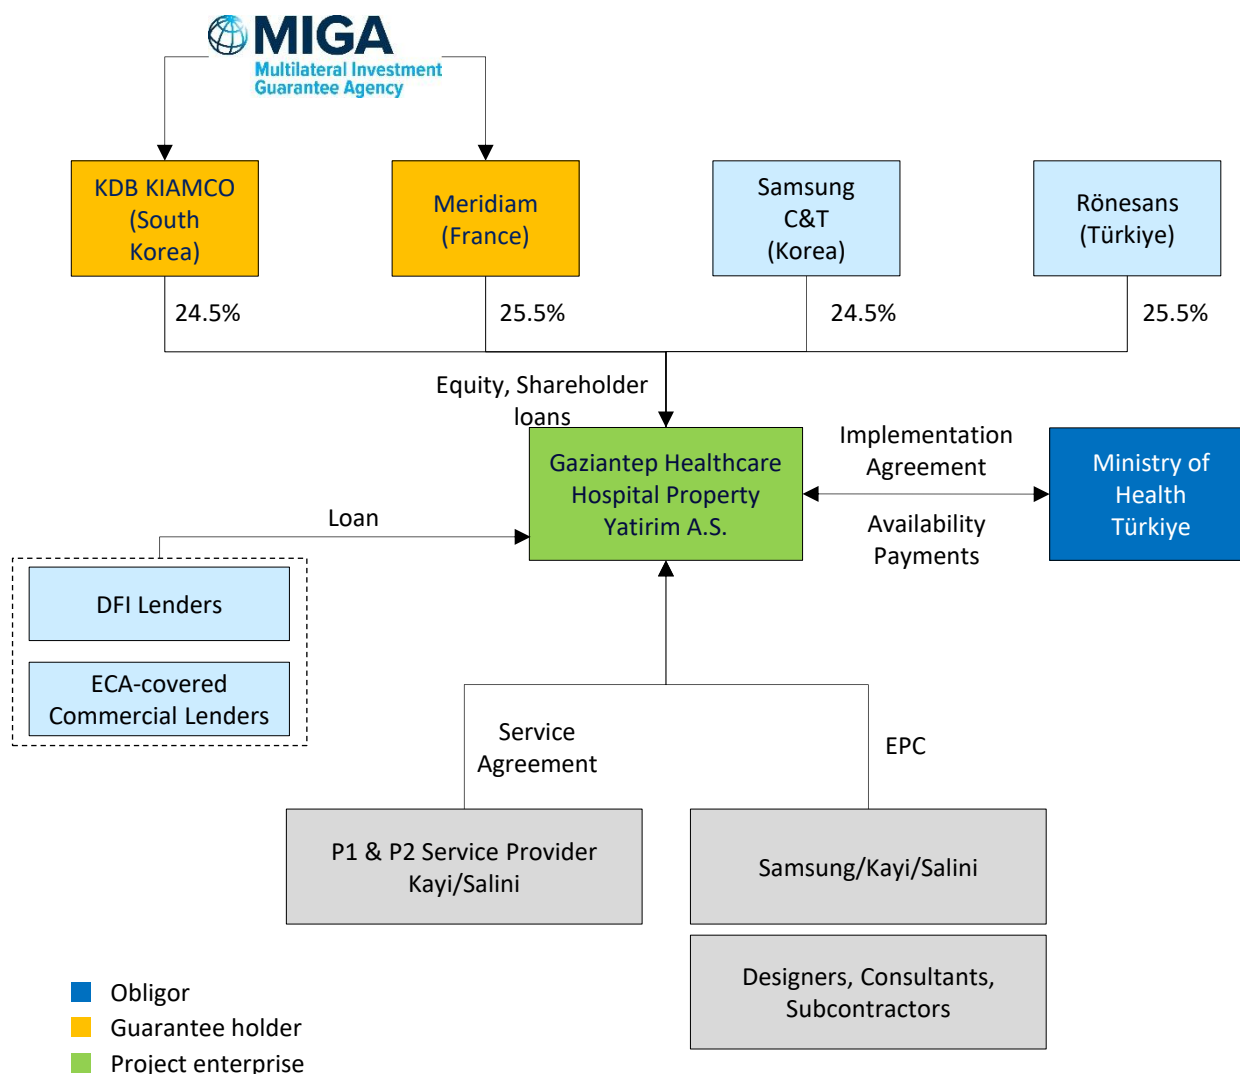 MIGA
Multilateral Investment
Guarantee Agency
KDB KIAMCO
(South
Korea)
Meridiam
(France)
Samsung
C&T
(Korea)
Rönesans
(Türkiye)
24.5%
25.5%
24.5%
25.5%
Equity, Shareholder
loans
Gaziantep Healthcare
Hospital Property
Yatirim A.S.
Implementation
Agreement
Availability
Payments
Ministry of
Health
Türkiye
Loan
DFI Lenders
ECA-covered
Commercial Lenders
Service
Agreement
EPC
P1 & P2 Service Provider
Kayi/Salini
Samsung/Kayi/Salini
Designers, Consultants,
Subcontractors
Obligor
Guarantee holder
Project enterprise